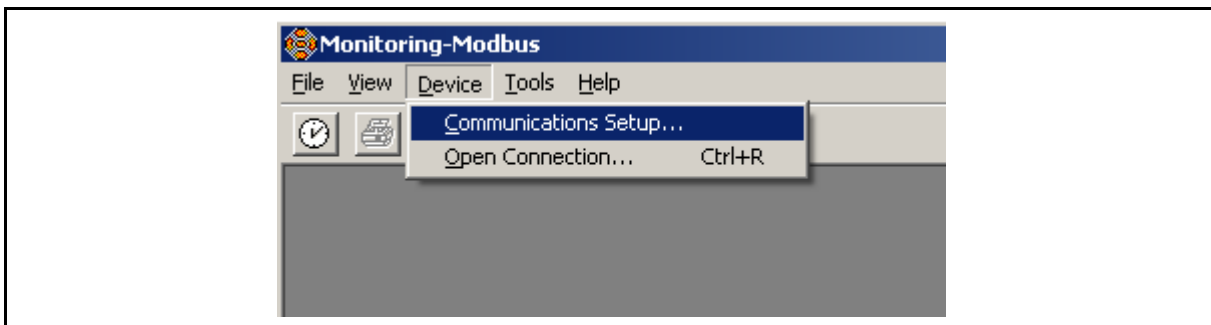 Monitoring-Modbus
File View Device Tools Help
Communications Setup...
Open Connection... Ctrl+R